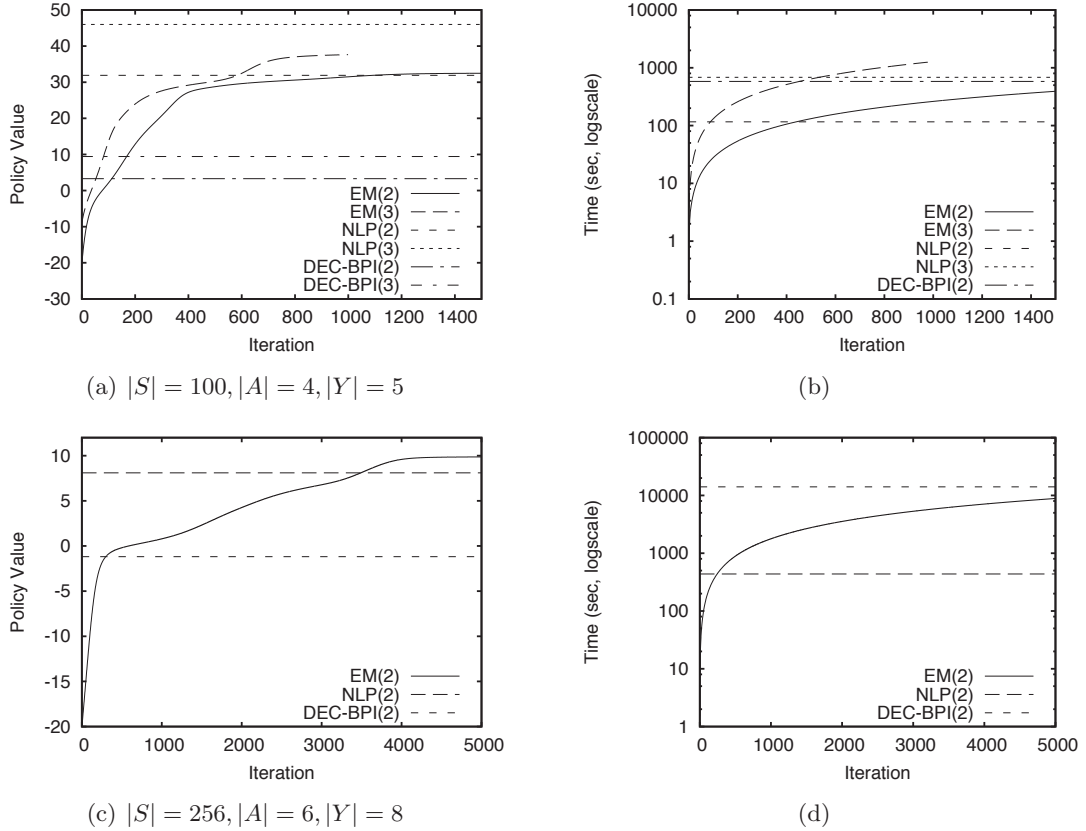 50
40
30
20
10
0
-10
-20
-30
Policy Value
0 200 400 600 800 1000 1200 1400
Iteration
EM(2)
EM(3)
NLP(2)
NLP(3)
DEC-BPI(2)
DEC-BPI(3)
(a) |S| = 100, |A| = 4, |Y| = 5
10000
1000
100
10
1
0.1
Time (sec, logscale)
0 200 400 600 800 1000 1200 1400
Iteration
EM(2)
EM(3)
NLP(2)
NLP(3)
DEC-BPI(2)
(b)
10
5
0
-5
-10
-15
-20
Policy Value
0 1000 2000 3000 4000 5000
Iteration
EM(2)
NLP(2)
DEC-BPI(2)
(c) |S| = 256, |A| = 6, |Y| = 8
100000
10000
1000
100
10
1
Time (sec, logscale)
0 1000 2000 3000 4000 5000
Iteration
EM(2)
NLP(2)
DEC-BPI(2)
(d)